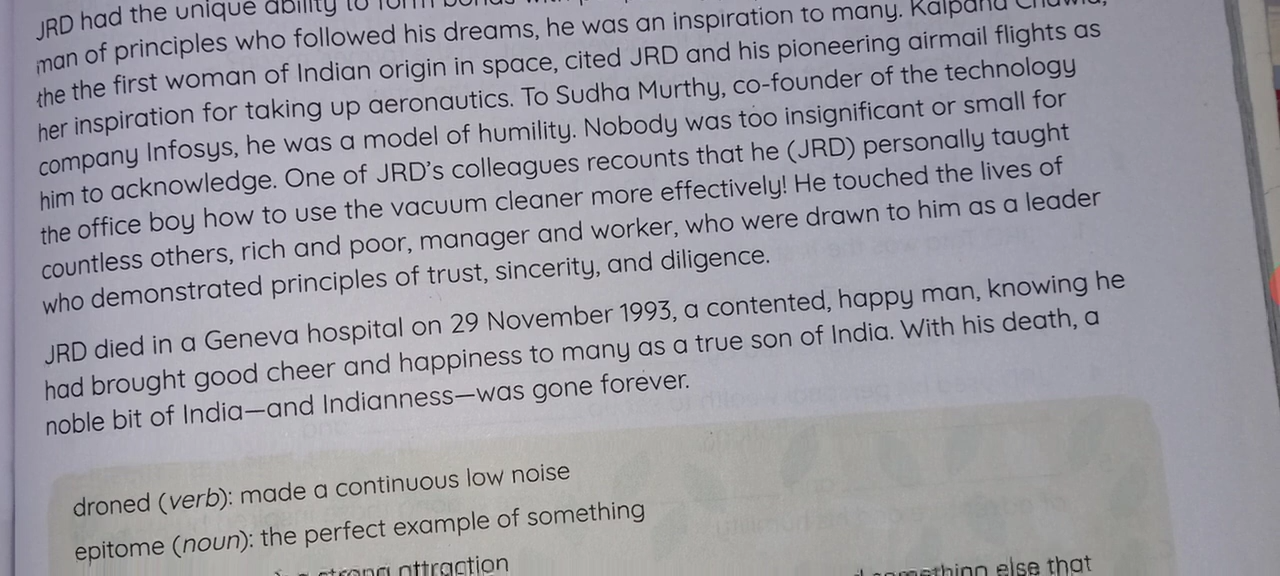 JRD had the unique ability to form bonds
man of principles who followed his dreams, he was an inspiration to many. Kalpana Chawla,
the the first woman of Indian origin in space, cited JRD and his pioneering airmail flights as
her inspiration for taking up aeronautics. To Sudha Murthy, co-founder of the technology
company Infosys, he was a model of humility. Nobody was too insignificant or small for
him to acknowledge. One of JRD's colleagues recounts that he (JRD) personally taught
the office boy how to use the vacuum cleaner more effectively! He touched the lives of
countless others, rich and poor, manager and worker, who were drawn to him as a leader
who demonstrated principles of trust, sincerity, and diligence.
JRD died in a Geneva hospital on 29 November 1993, a contented, happy man, knowing he
had brought good cheer and happiness to many as a true son of India. With his death, a
noble bit of India—and Indianness—was gone forever.
droned (verb): made a continuous low noise
epitome (noun): the perfect example of something
strong attraction
something else that